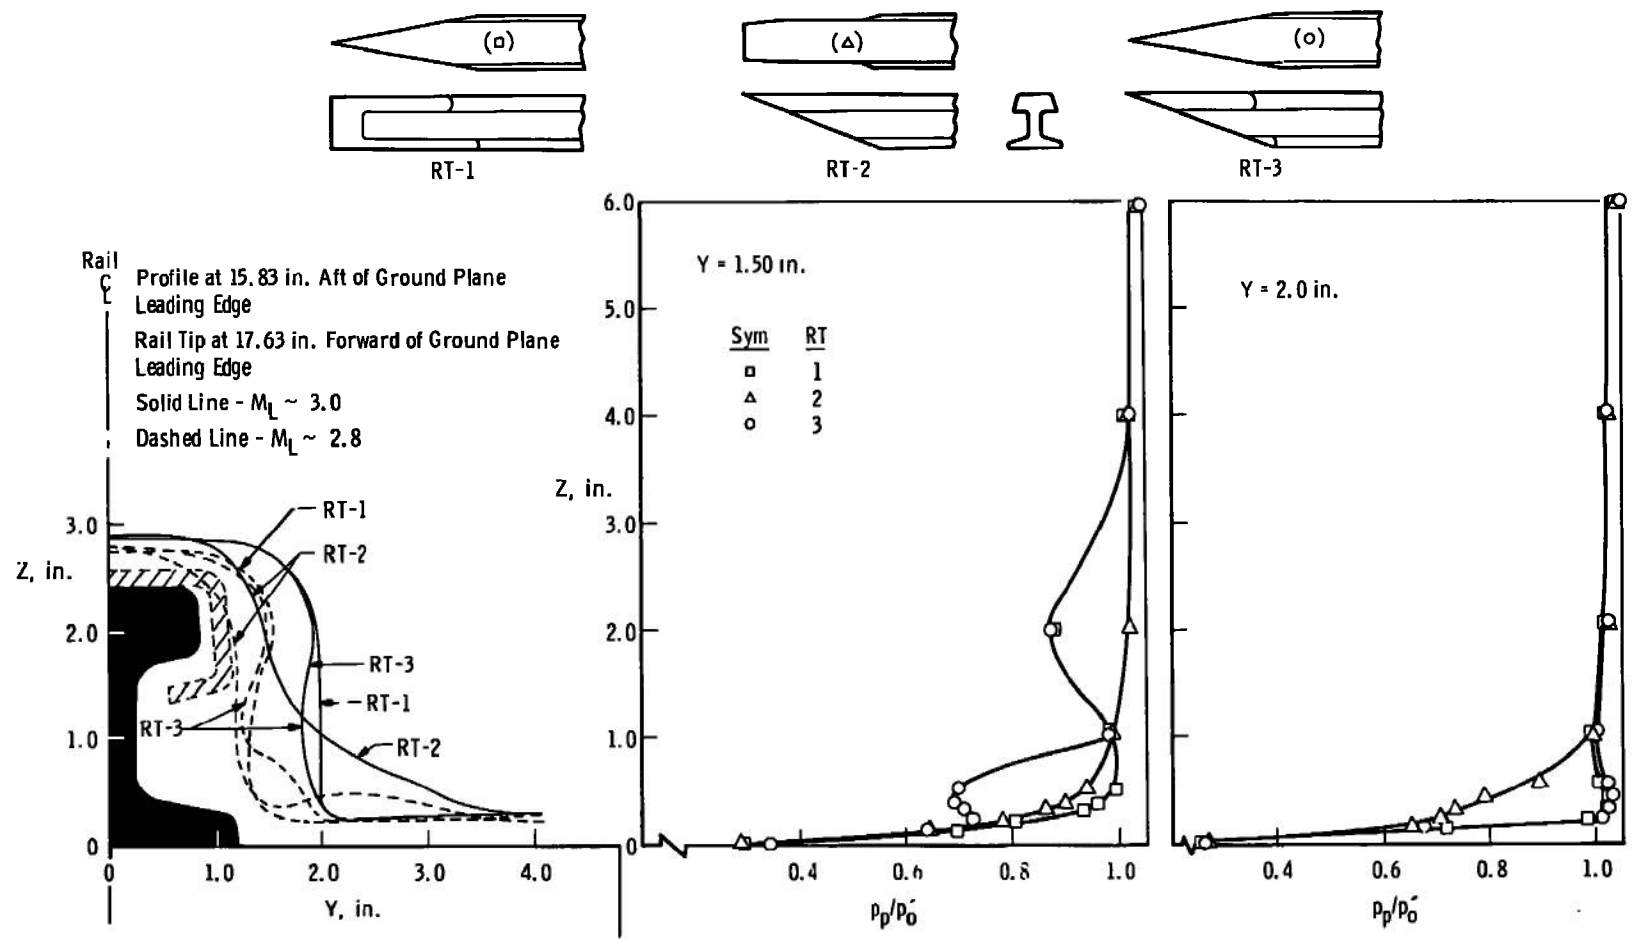 RT-1
RT-2
RT-3
Rail
℄
Profile at 15.83 in. Aft of Ground Plane
Leading Edge
Rail Tip at 17.63 in. Forward of Ground Plane
Leading Edge
Solid Line - M_L ~ 3.0
Dashed Line - M_L ~ 2.8
3.0
2.0
1.0
0
Z, in.
RT-1
RT-2
RT-3
RT-1
RT-3
RT-2
0
1.0
2.0
3.0
4.0
Y, in.
6.0
5.0
4.0
3.0
2.0
1.0
0
Z, in.
Y = 1.50 in.
Sym RT
1
2
3
0.4
0.6
0.8
1.0
p_p/p_o′
Y = 2.0 in.
0.4
0.6
0.8
1.0
p_p/p_o′